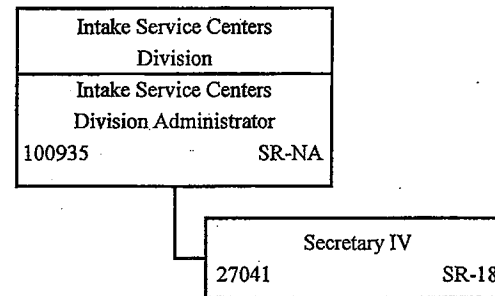 Intake Service Centers
Division
Intake Service Centers
Division Administrator
100935 SR-NA
Secretary IV
27041 SR-18